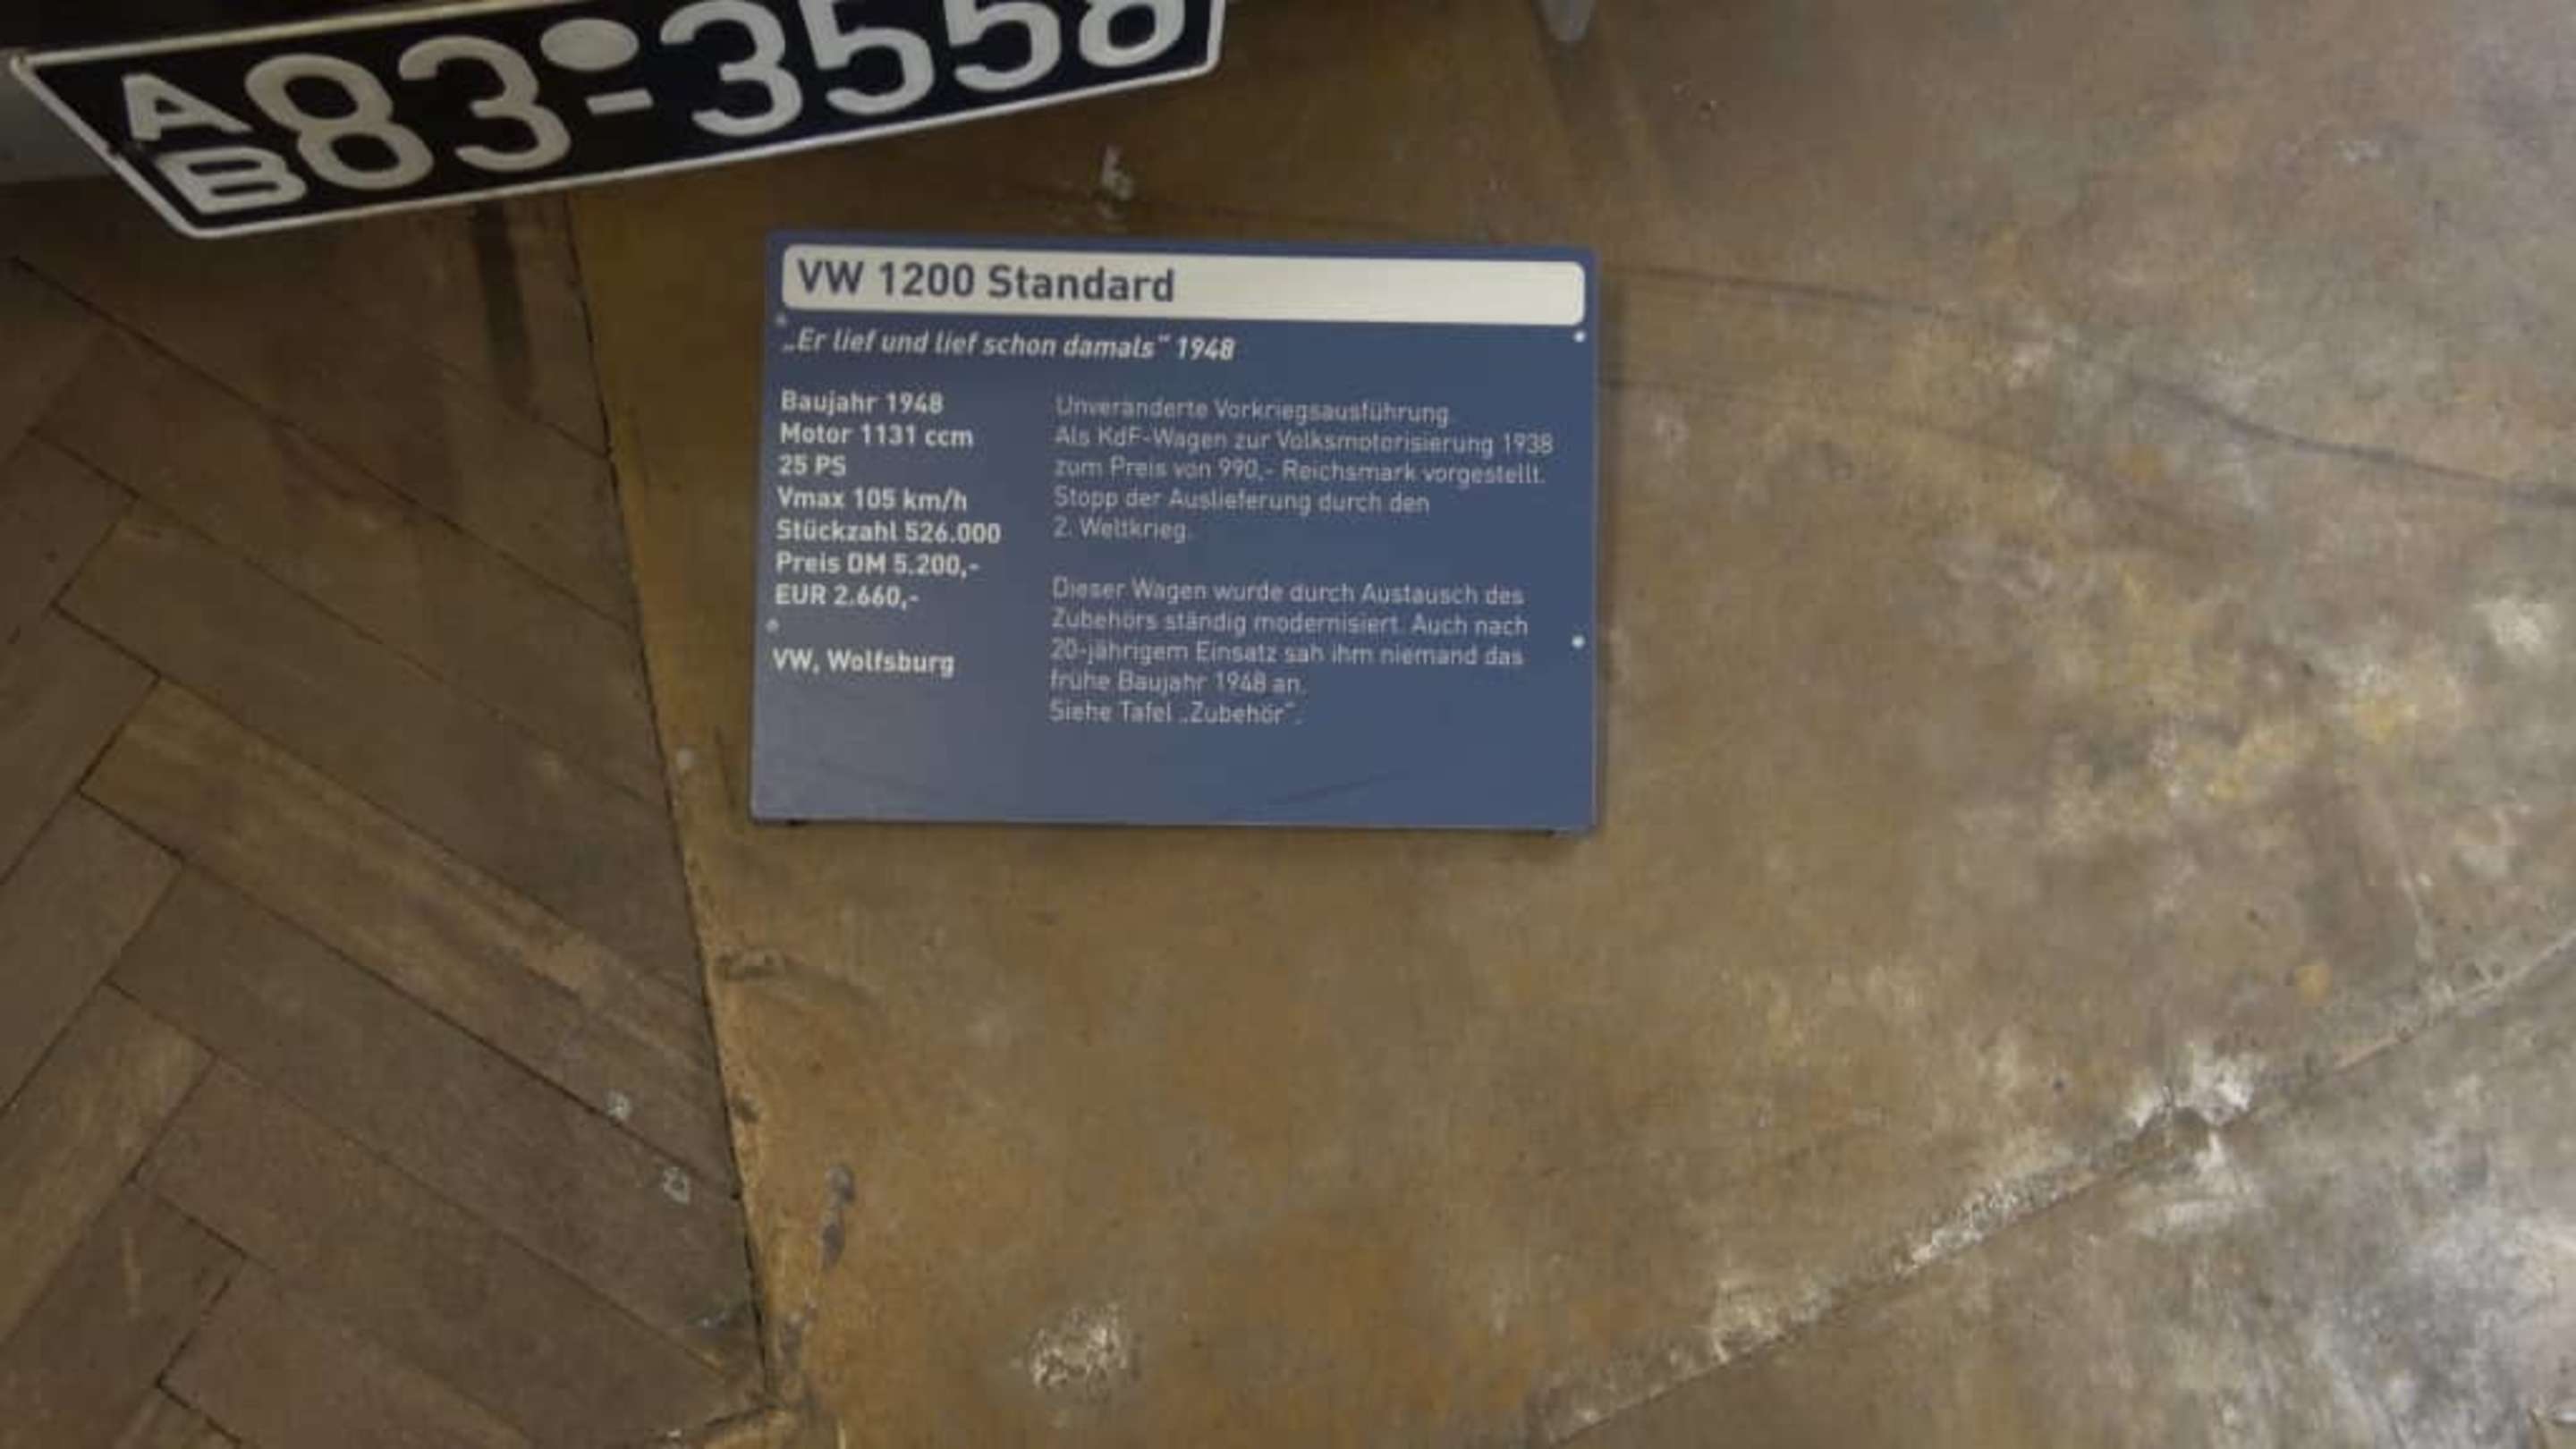 A
B
83-3558
VW 1200 Standard
„Er lief und lief schon damals" 1948
Baujahr 1948
Motor 1131 ccm
25 PS
Vmax 105 km/h
Stückzahl 526.000
Preis DM 5.200,-
EUR 2.660,-
VW, Wolfsburg
Unveränderte Vorkriegsausführung
Als KdF-Wagen zur Volksmotorisierung 1938
zum Preis von 990,- Reichsmark vorgestellt.
Stopp der Auslieferung durch den
2. Weltkrieg.
Dieser Wagen wurde durch Austausch des
Zubehörs ständig modernisiert. Auch nach
20-jährigem Einsatz sah ihm niemand das
frühe Baujahr 1948 an.
Siehe Tafel „Zubehör".